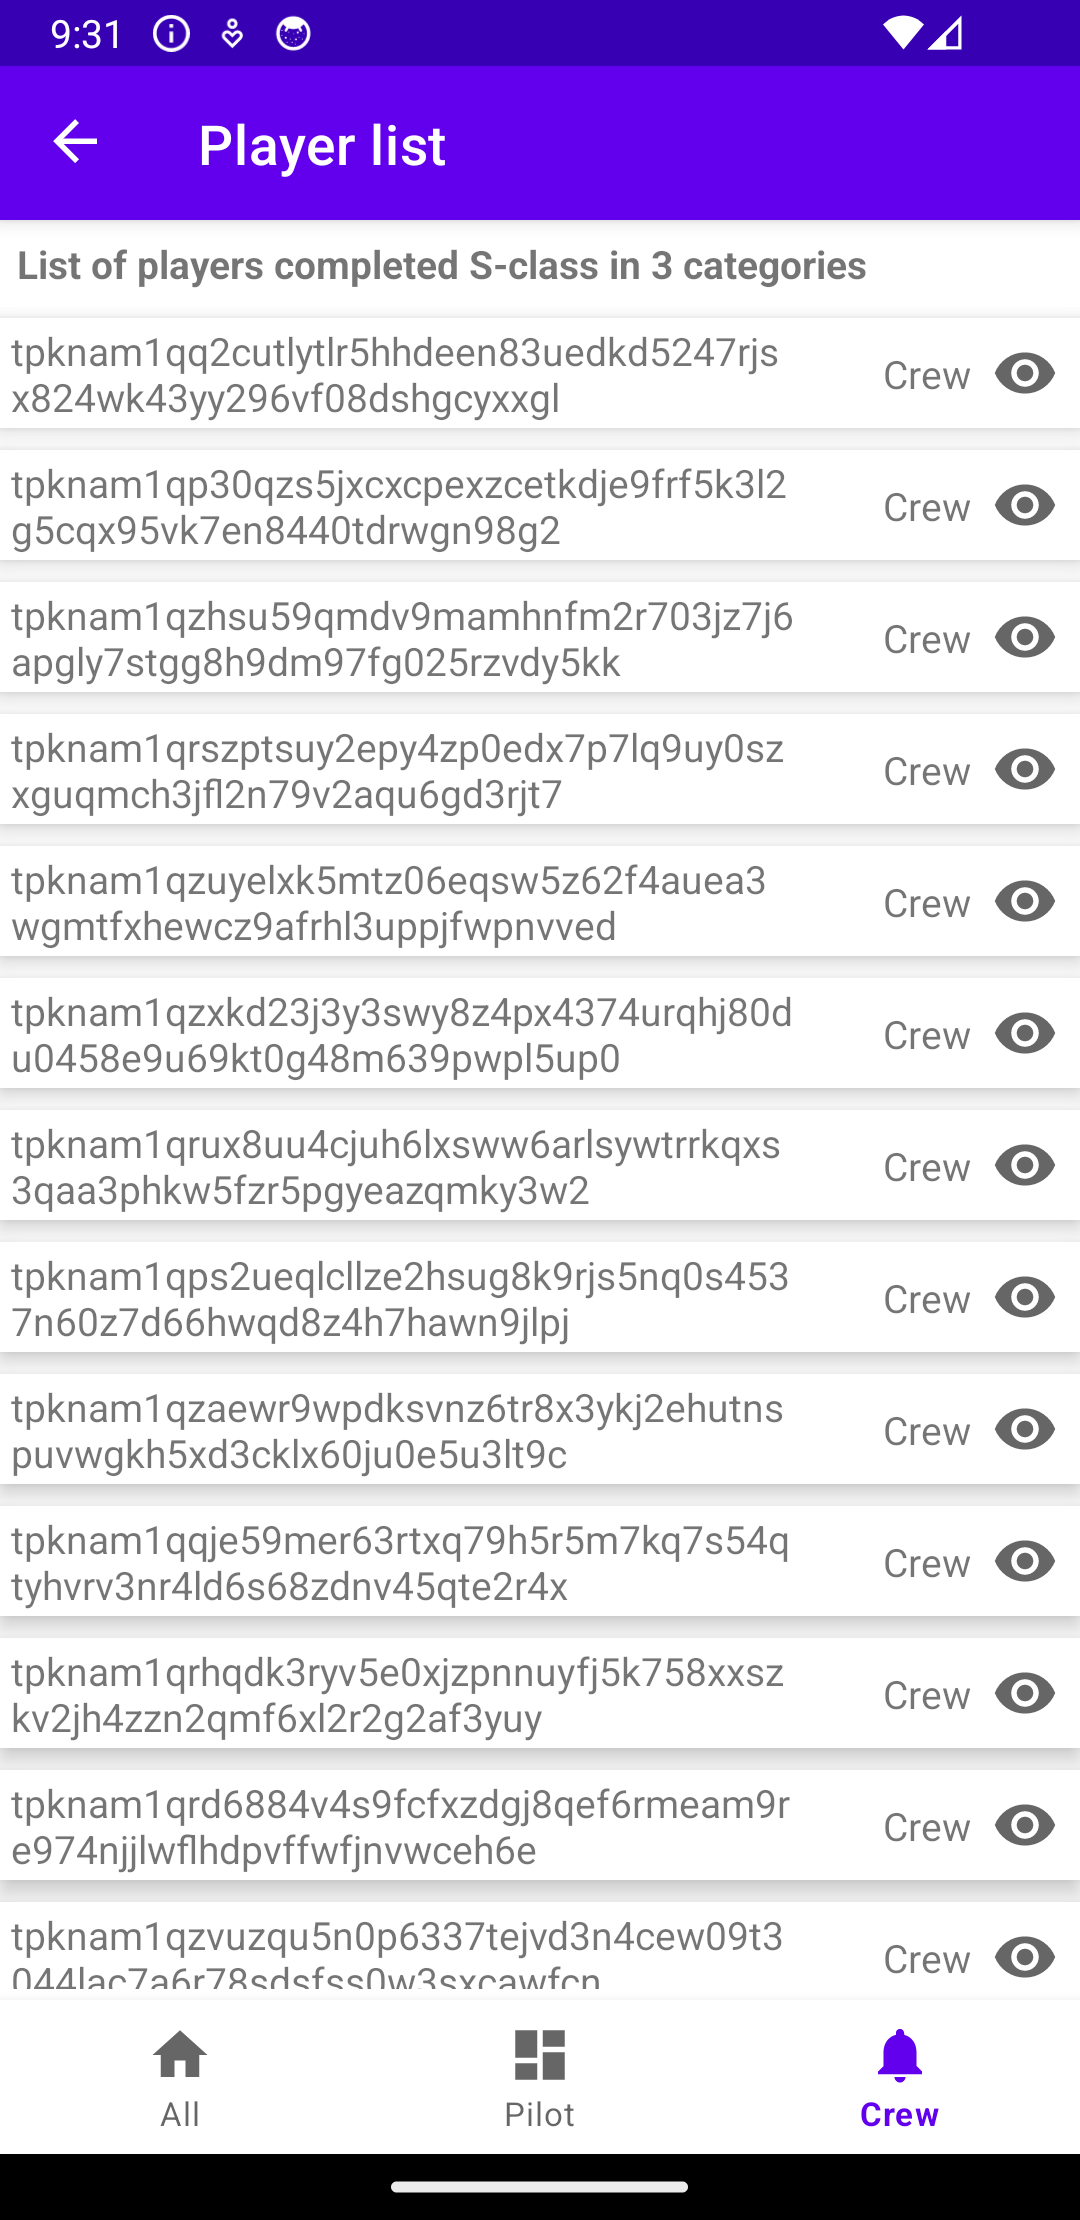 9:31
Player list
List of players completed S-class in 3 categories
tpknam1qq2cutlytlr5hhdeen83uedkd5247rjs
x824wk43yy296vf08dshgcyxxgl
Crew
tpknam1qp30qzs5jxcxcpexzcetkdje9frf5k3l2
g5cqx95vk7en8440tdrwgn98g2
Crew
tpknam1qzhsu59qmdv9mamhnfm2r703jz7j6
apgly7stgg8h9dm97fg025rzvdy5kk
Crew
tpknam1qrszptsuy2epy4zp0edx7p7lq9uy0sz
xguqmch3jfl2n79v2aqu6gd3rjt7
Crew
tpknam1qzuyelxk5mtz06eqsw5z62f4auea3
wgmtfxhewcz9afrhl3uppjfwpnvved
Crew
tpknam1qzxkd23j3y3swy8z4px4374urqhj80d
u0458e9u69kt0g48m639pwpl5up0
Crew
tpknam1qrux8uu4cjuh6lxsww6arlsywtrrkqxs
3qaa3phkw5fzr5pgyeazqmky3w2
Crew
tpknam1qps2ueqlcllze2hsug8k9rjs5nq0s453
7n60z7d66hwqd8z4h7hawn9jlpj
Crew
tpknam1qzaewr9wpdksvnz6tr8x3ykj2ehutns
puvwgkh5xd3cklx60ju0e5u3lt9c
Crew
tpknam1qqje59mer63rtxq79h5r5m7kq7s54q
tyhvrv3nr4ld6s68zdnv45qte2r4x
Crew
tpknam1qrhqdk3ryv5e0xjzpnnuyfj5k758xxsz
kv2jh4zzn2qmf6xl2r2g2af3yuy
Crew
tpknam1qrd6884v4s9fcfxzdgj8qef6rmeam9r
e974njjlwflhdpvffwfjnvwceh6e
Crew
tpknam1qzvuzqu5n0p6337tejvd3n4cew09t3
044lac7a6r78sdsfss0w3sxcawfcn
Crew
All
Pilot
Crew